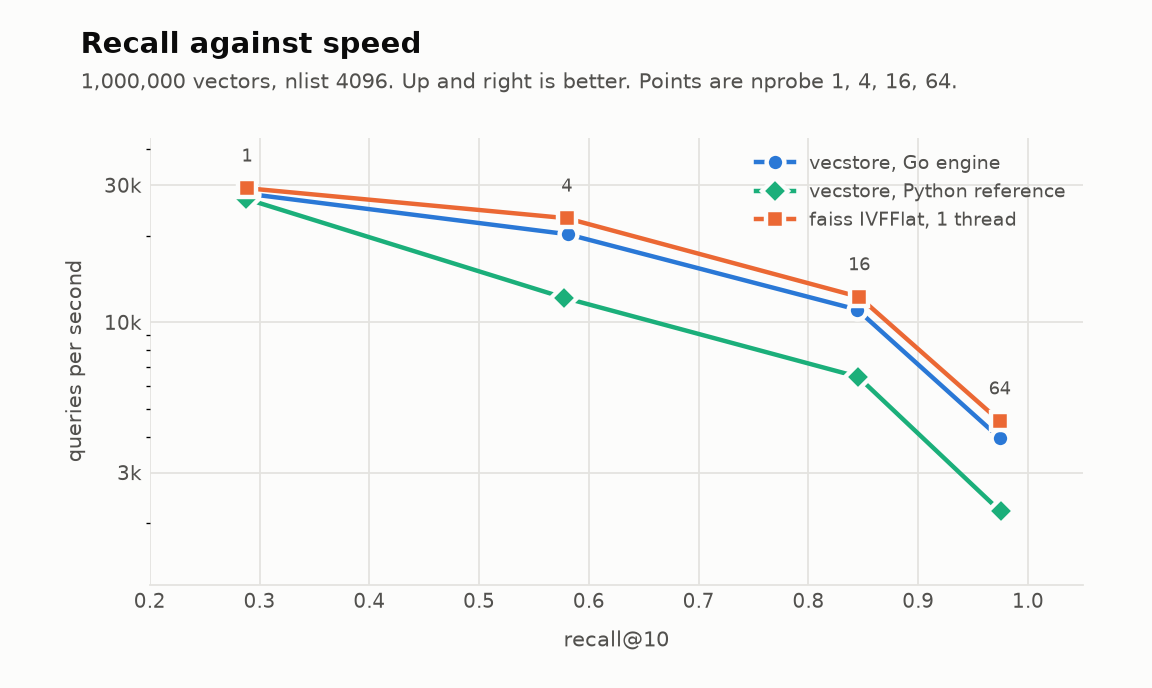 Recall against speed
1,000,000 vectors, nlist 4096. Up and right is better. Points are nprobe 1, 4, 16, 64.
1
4
16
64
vecstore, Go engine
vecstore, Python reference
faiss IVFFlat, 1 thread
30k
10k
3k
queries per second
0.2 0.3 0.4 0.5 0.6 0.7 0.8 0.9 1.0
recall@10